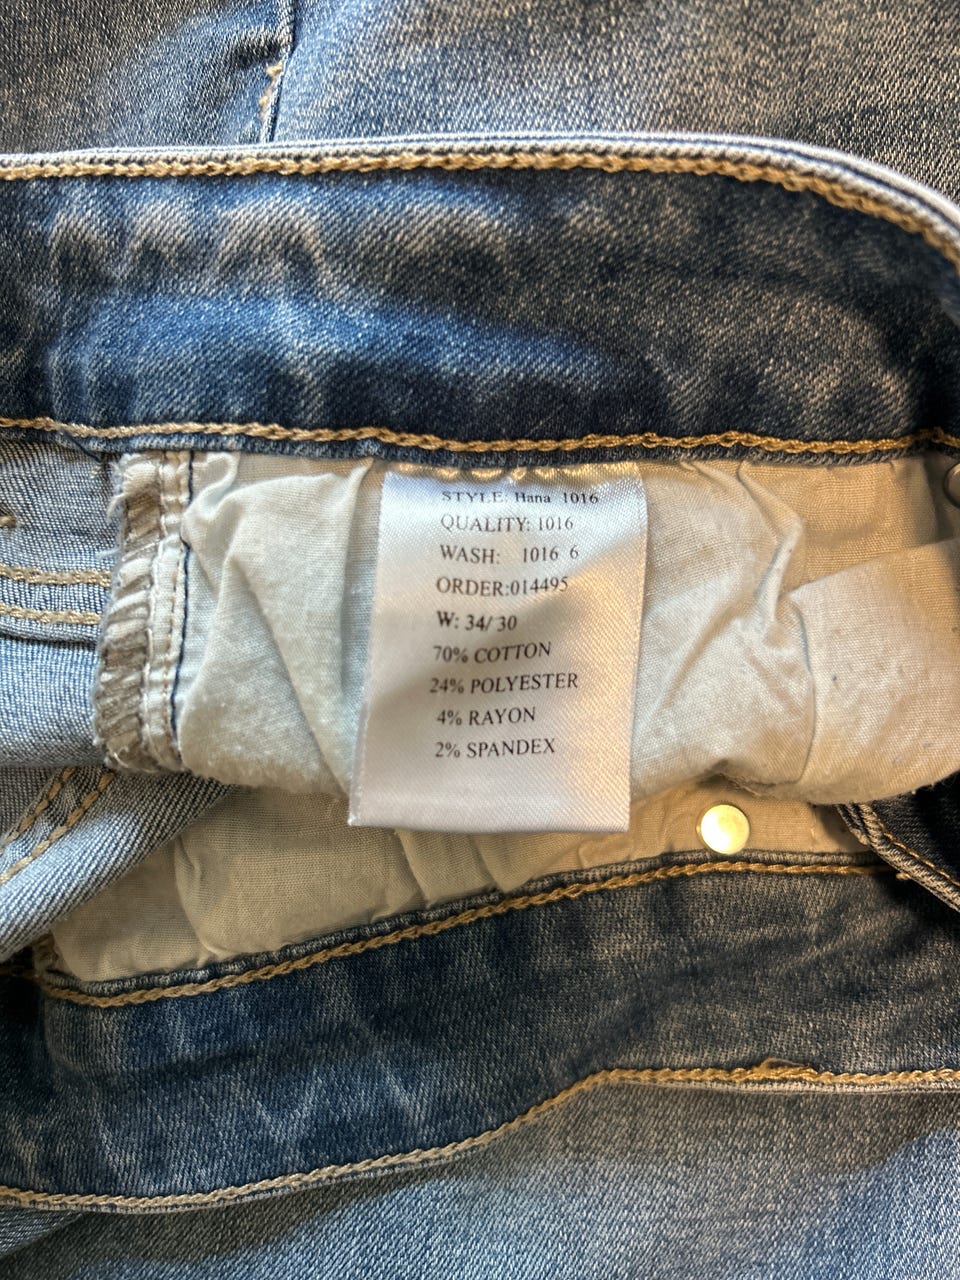 STYLE: Hana 1016
QUALITY: 1016
WASH: 1016 6
ORDER:014495
W: 34/ 30
70% COTTON
24% POLYESTER
4% RAYON
2% SPANDEX